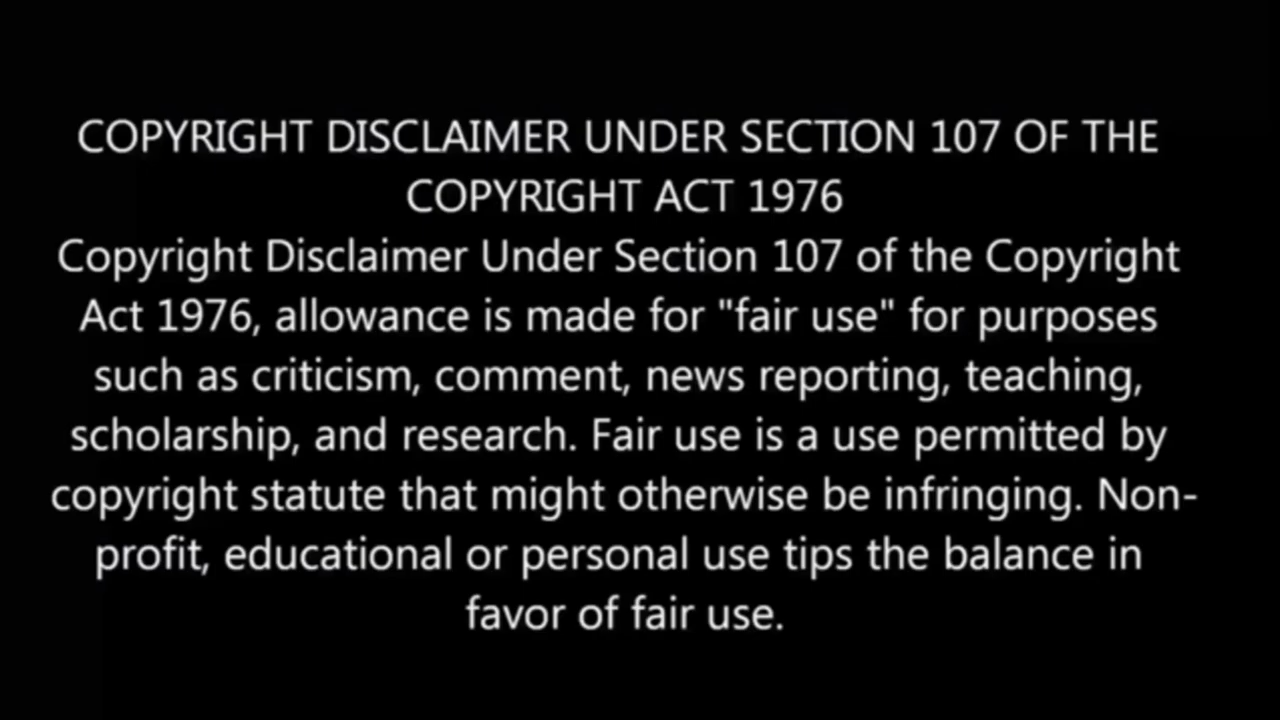 COPYRIGHT DISCLAIMER UNDER SECTION 107 OF THE
COPYRIGHT ACT 1976
Copyright Disclaimer Under Section 107 of the Copyright
Act 1976, allowance is made for "fair use" for purposes
such as criticism, comment, news reporting, teaching,
scholarship, and research. Fair use is a use permitted by
copyright statute that might otherwise be infringing. Non-
profit, educational or personal use tips the balance in
favor of fair use.